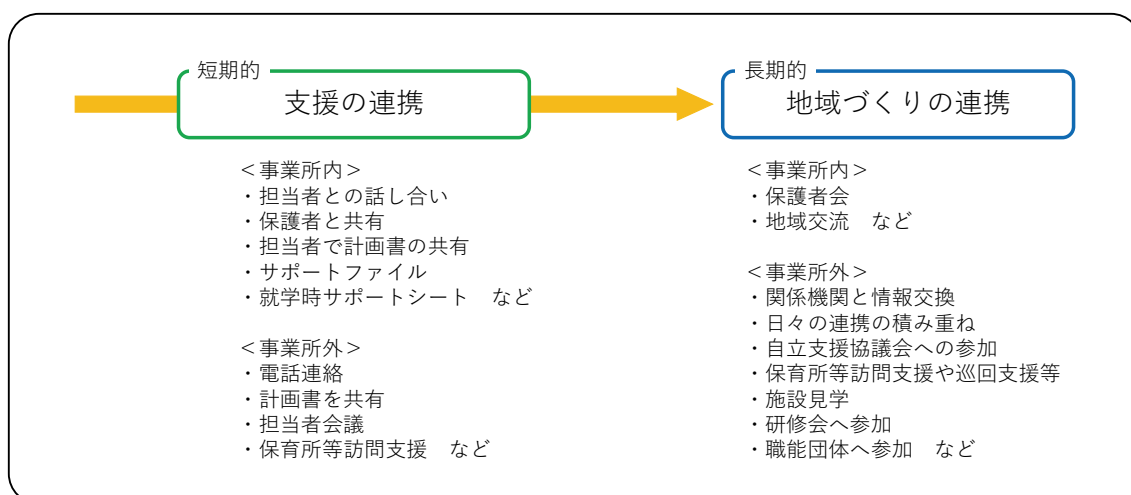 短期的
支援の連携
<事業所内>
・担当者との話し合い
・保護者と共有
・担当者で計画書の共有
・サポートファイル
・就学時サポートシート　など
<事業所外>
・電話連絡
・計画書を共有
・担当者会議
・保育所等訪問支援　など
長期的
地域づくりの連携
<事業所内>
・保護者会
・地域交流　など
<事業所外>
・関係機関と情報交換
・日々の連携の積み重ね
・自立支援協議会への参加
・保育所等訪問支援や巡回支援等
・施設見学
・研修会へ参加
・職能団体へ参加　など